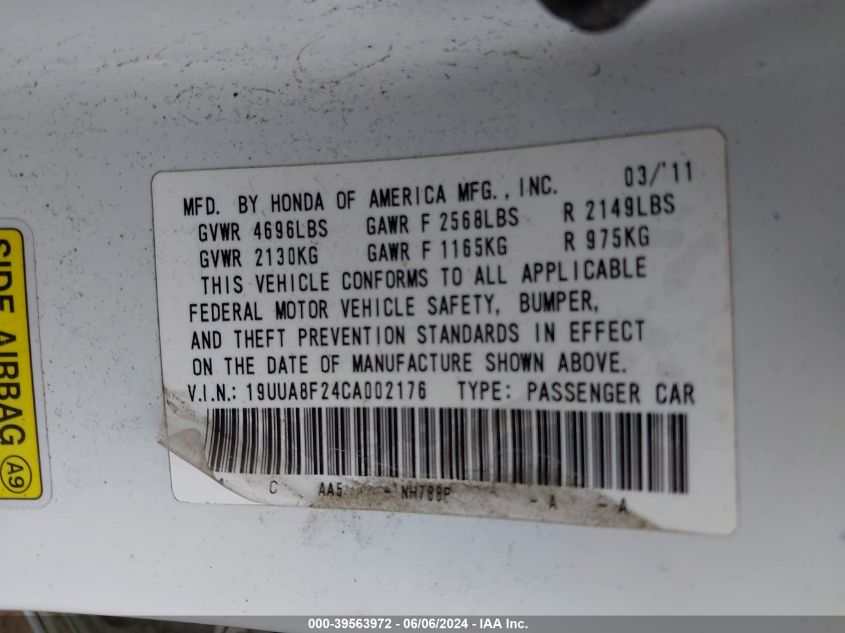 MFD. BY HONDA OF AMERICA MFG., INC. 03/'11
GVWR 4696LBS GAWR F 2568LBS R 2149LBS
GVWR 2130KG GAWR F 1165KG R 975KG
THIS VEHICLE CONFORMS TO ALL APPLICABLE
FEDERAL MOTOR VEHICLE SAFETY, BUMPER,
AND THEFT PREVENTION STANDARDS IN EFFECT
ON THE DATE OF MANUFACTURE SHOWN ABOVE.
V.I.N.: 19UUA8F24CA002176 TYPE: PASSENGER CAR
C AA5 - NH788P - A - A
SIDE AIRBAG A9
000-39563972 - 06/06/2024 - IAA Inc.